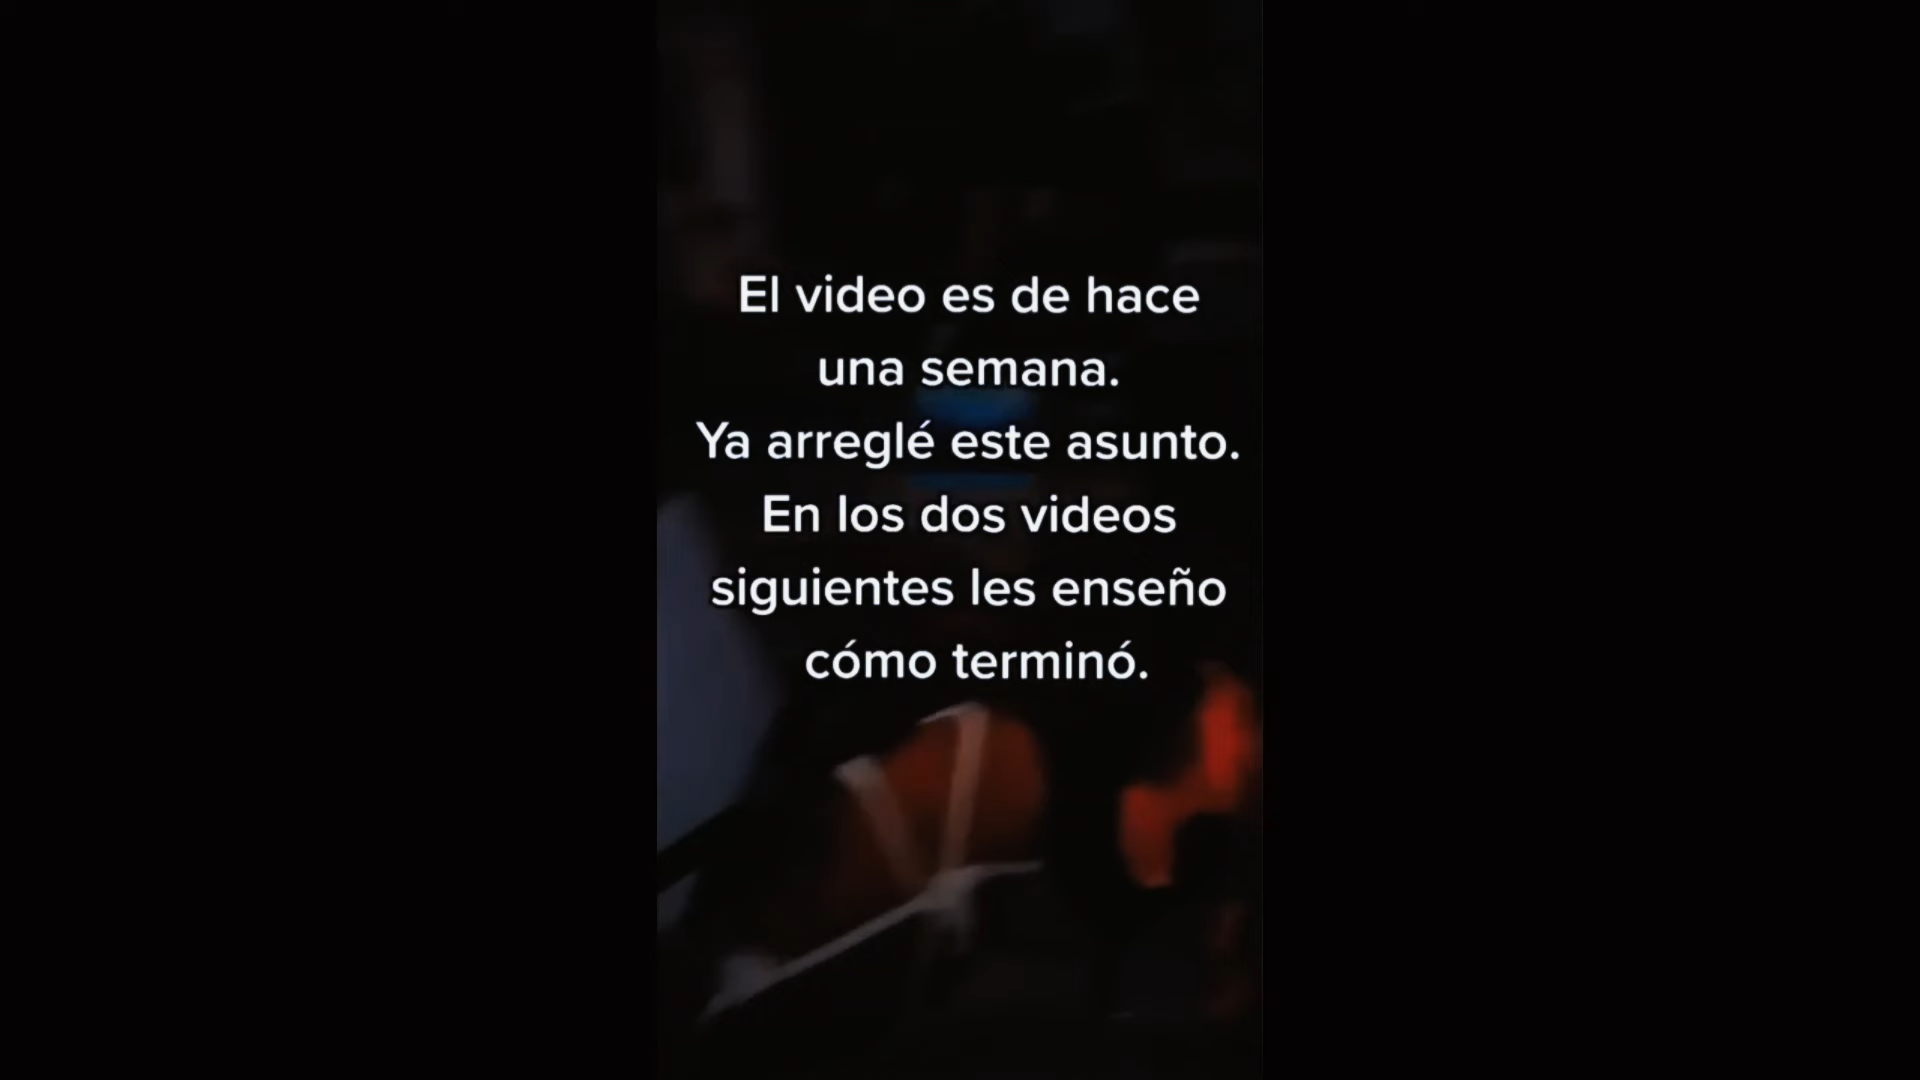 El video es de hace
una semana.
Ya arreglé este asunto.
En los dos videos
siguientes les enseño
cómo terminó.